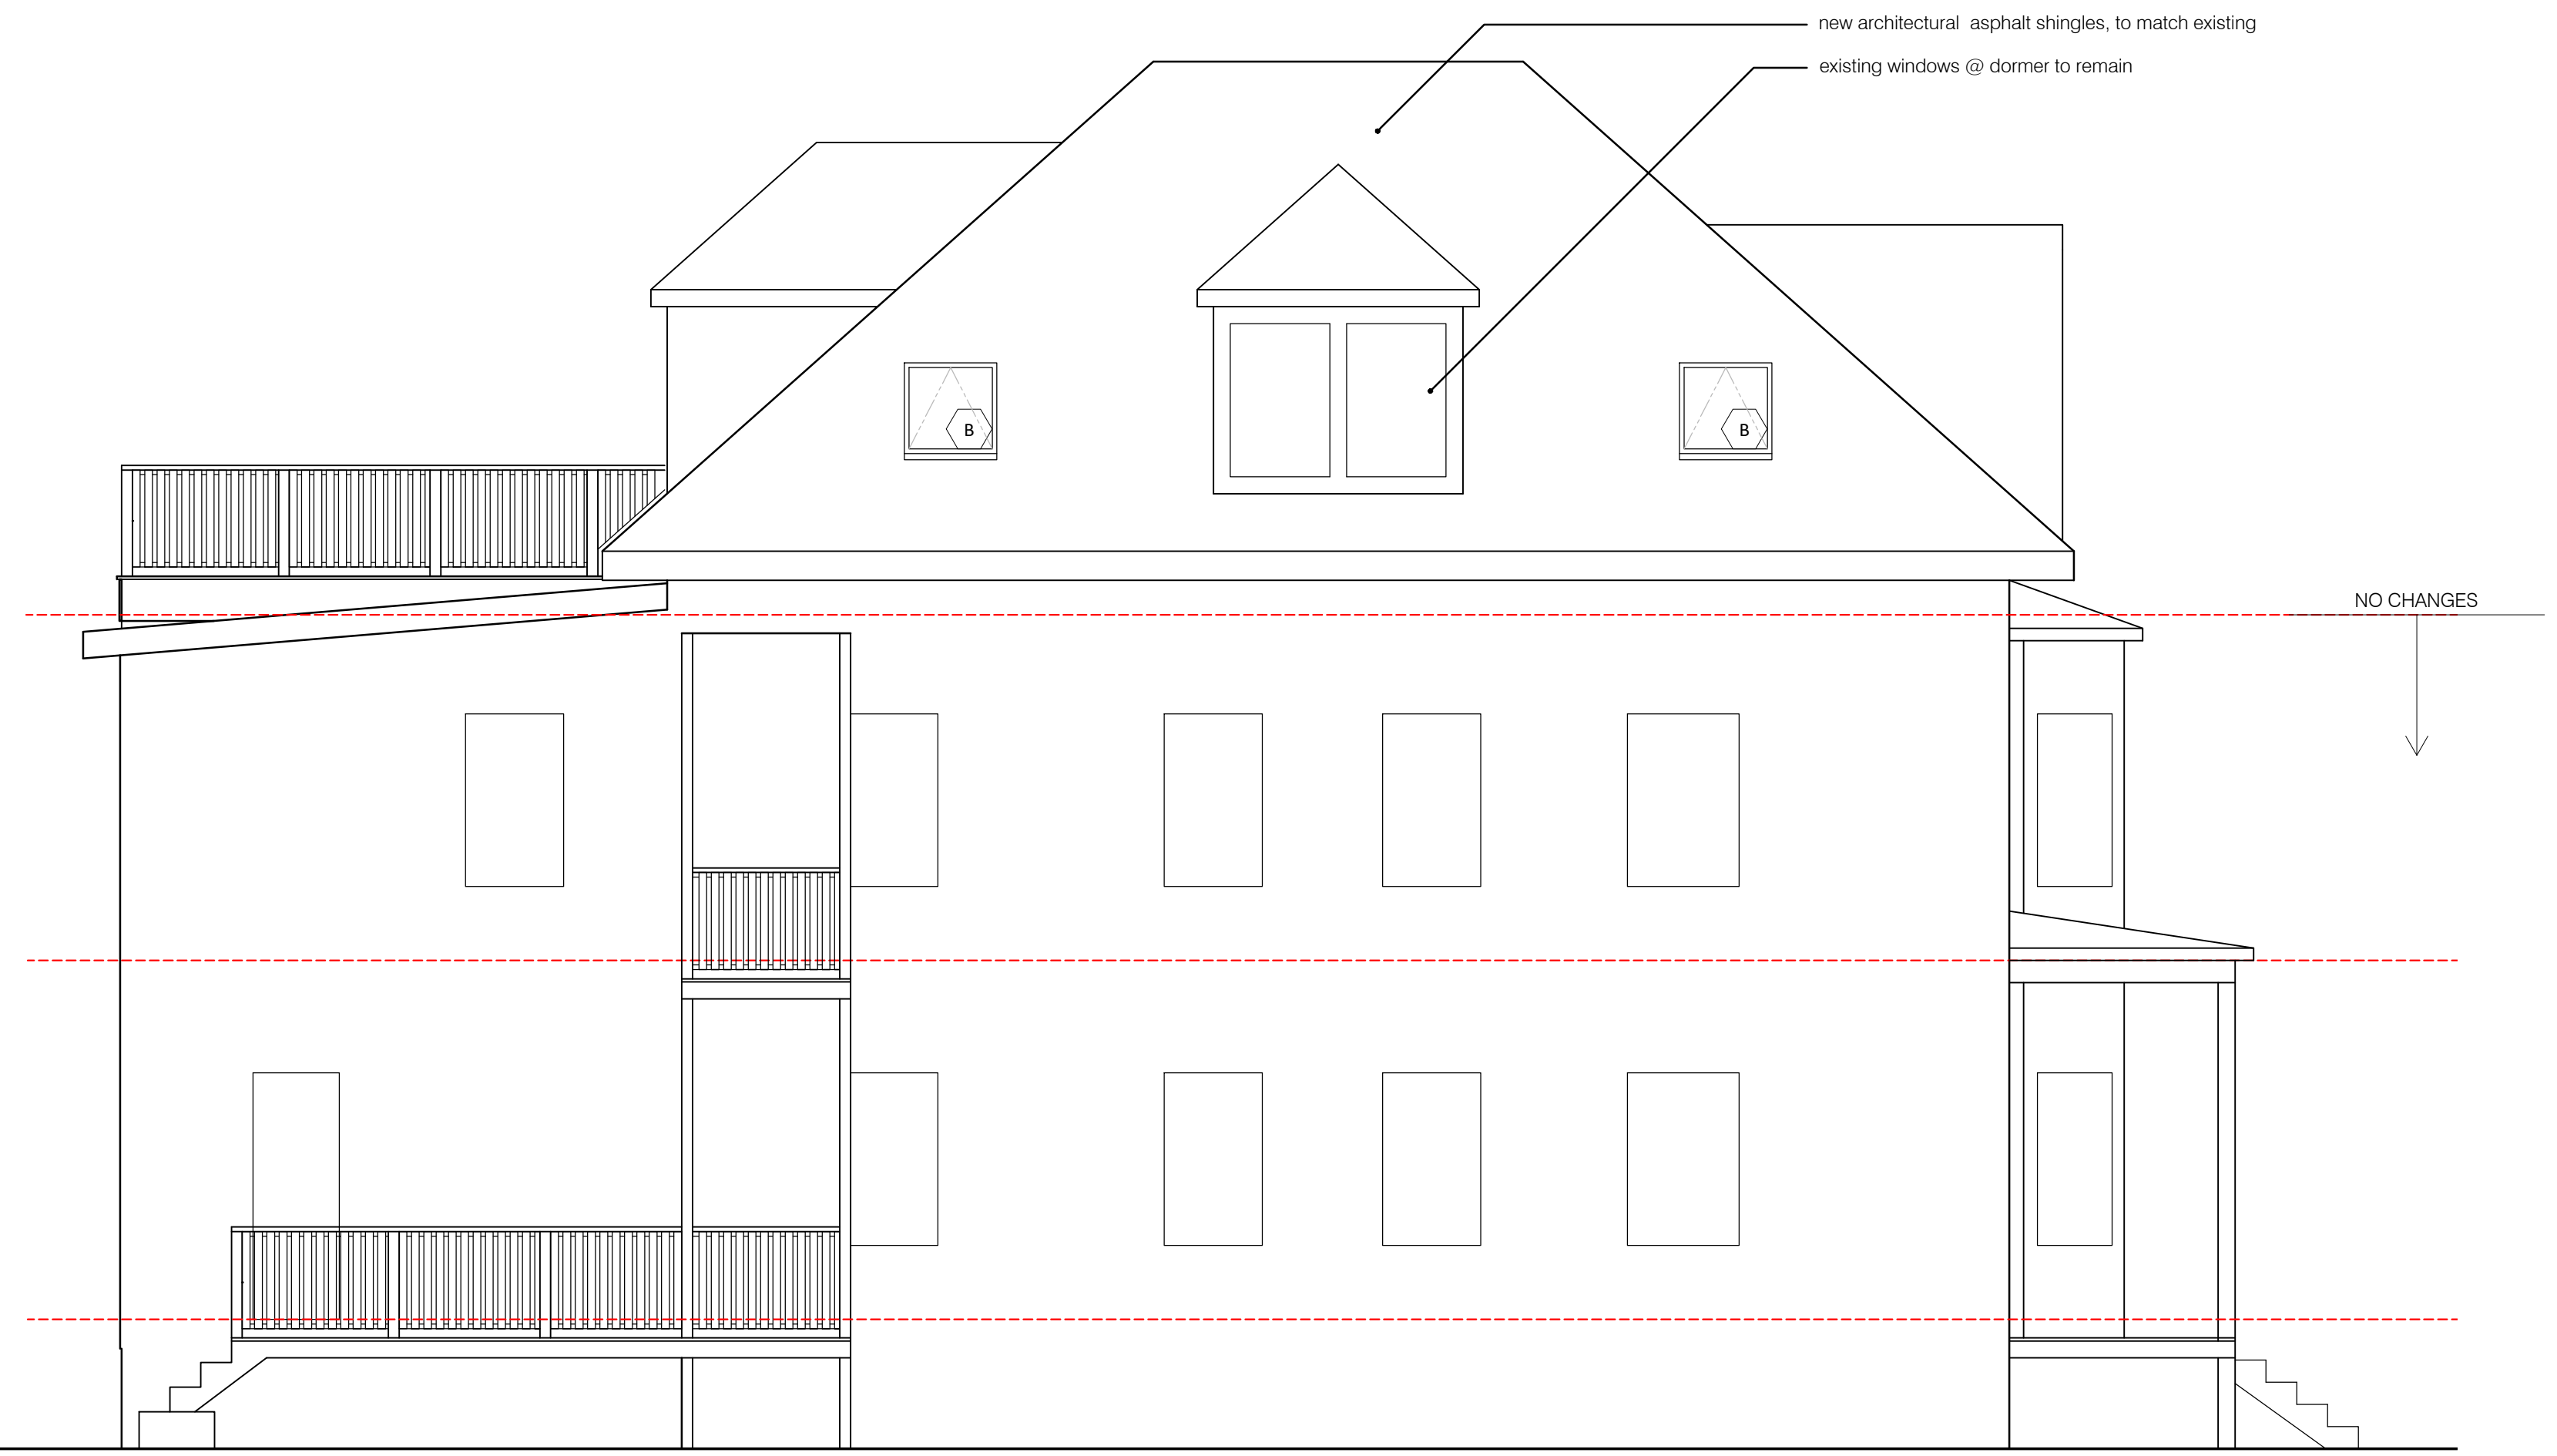 new architectural  asphalt shingles, to match existing
existing windows @ dormer to remain
B
B
NO CHANGES